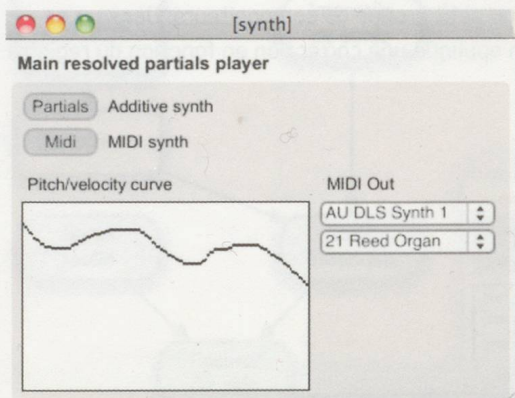 [synth]
Main resolved partials player
Partials Additive synth
Midi MIDI synth
Pitch/velocity curve
MIDI Out
AU DLS Synth 1
21 Reed Organ